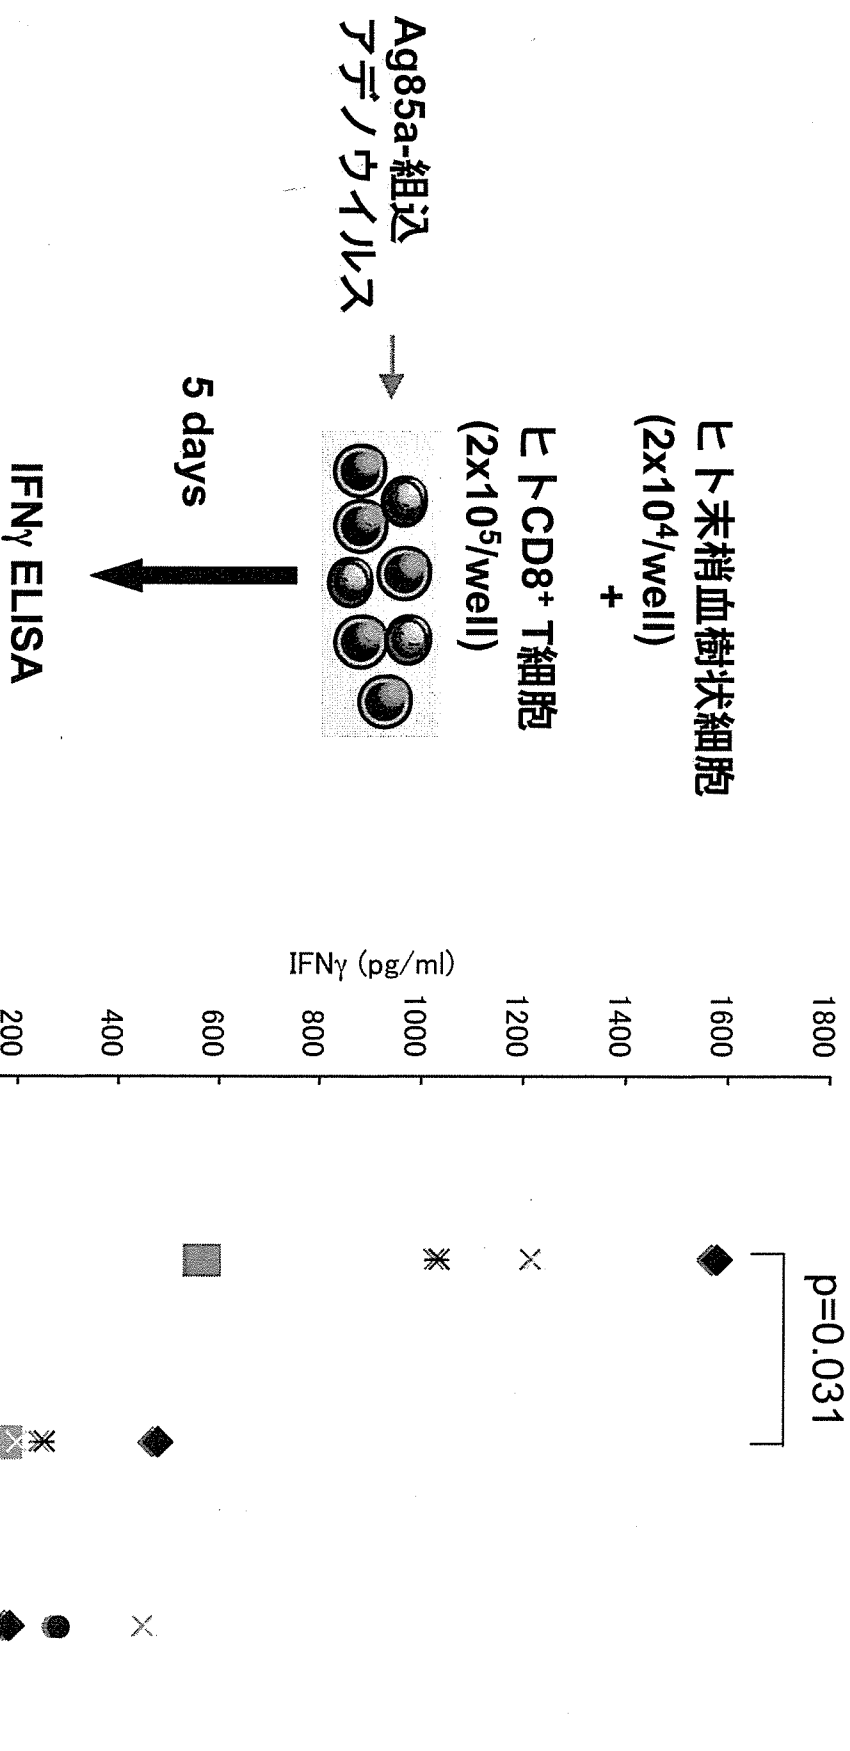 ヒト末梢血樹状細胞
(2x10⁴/well)
+
ヒトCD8⁺ T細胞
(2x10⁵/well)
Ag85a-組込
アデノウイルス
5 days
IFNγ ELISA
p=0.031
1800
1600
1400
1200
1000
800
600
400
200
IFNγ (pg/ml)